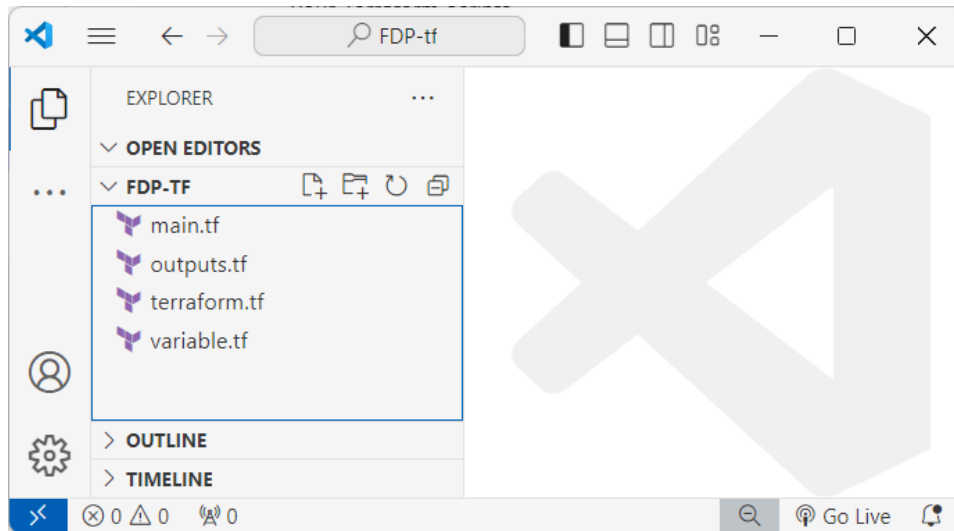 FDP-tf
EXPLORER
OPEN EDITORS
FDP-TF
main.tf
outputs.tf
terraform.tf
variable.tf
OUTLINE
TIMELINE
0 0 0 Go Live